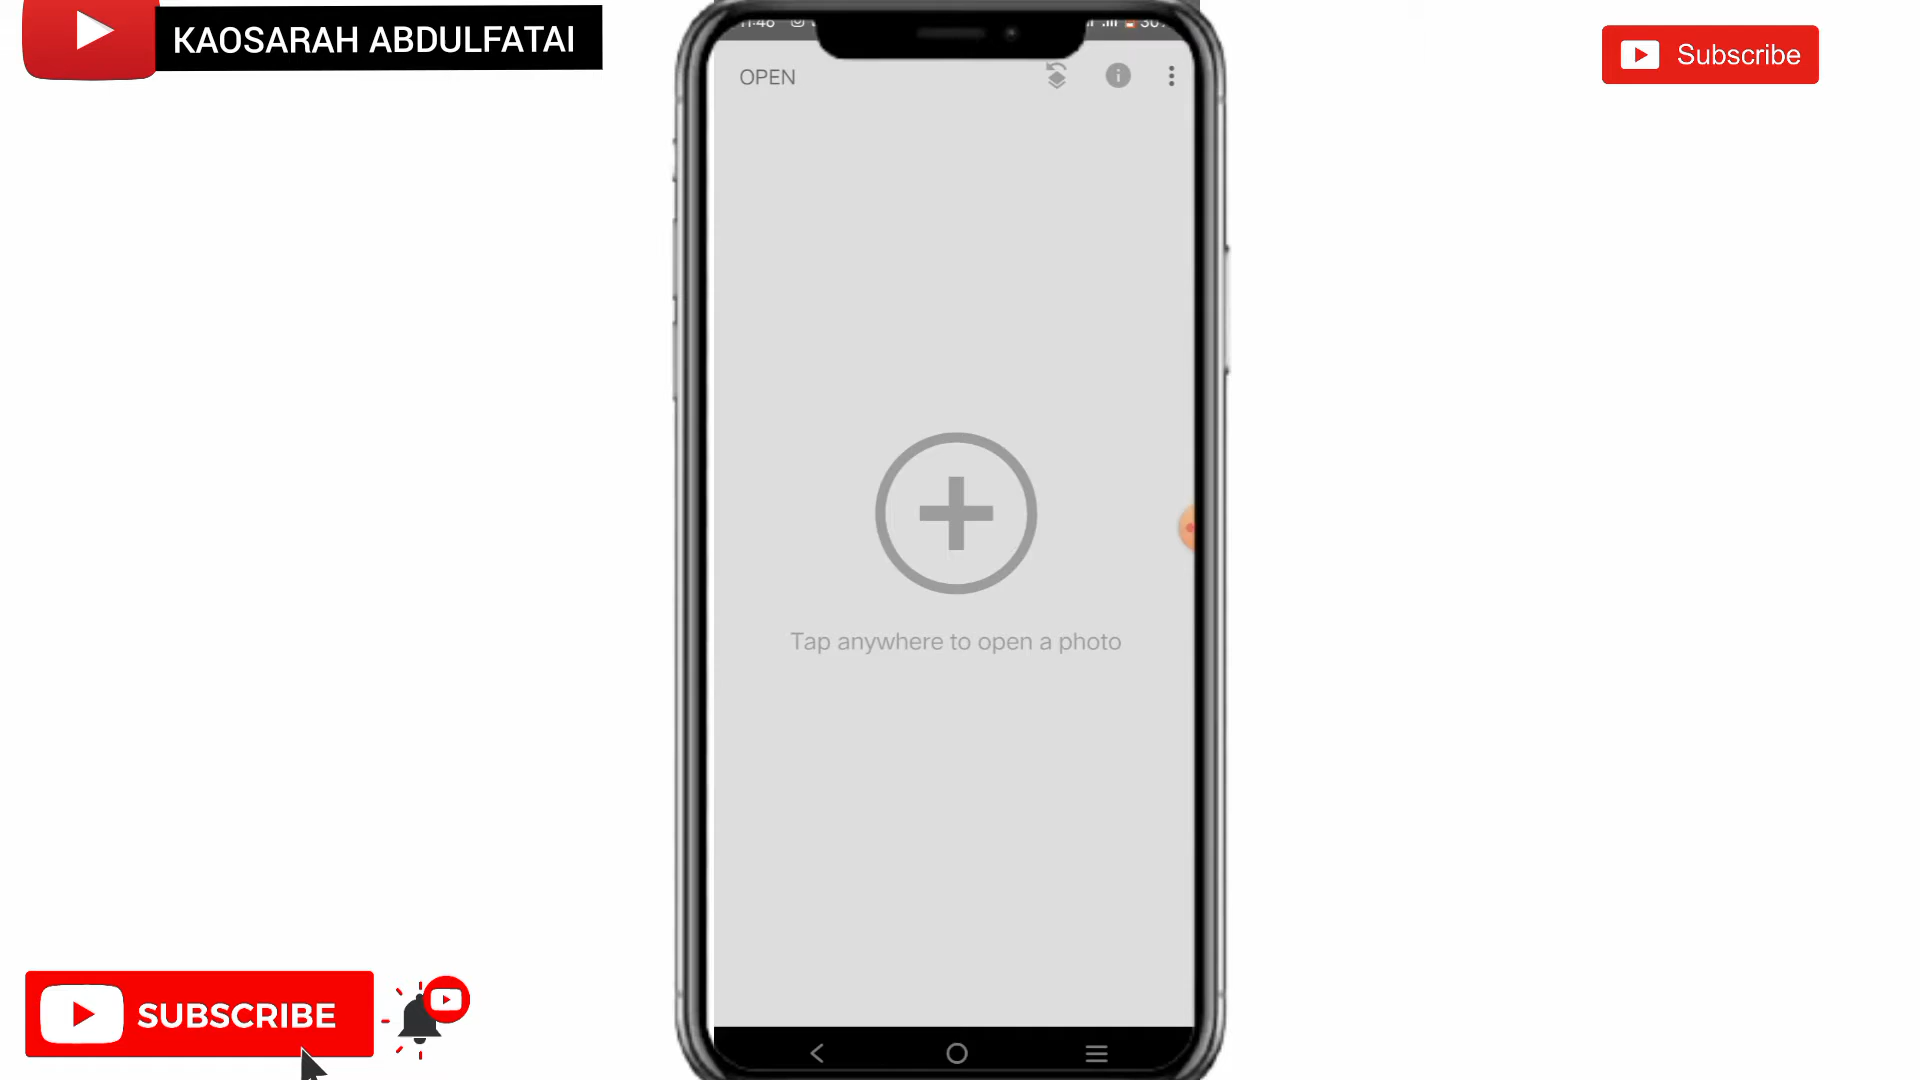 KAOSARAH ABDULFATAI
Subscribe
OPEN
Tap anywhere to open a photo
SUBSCRIBE